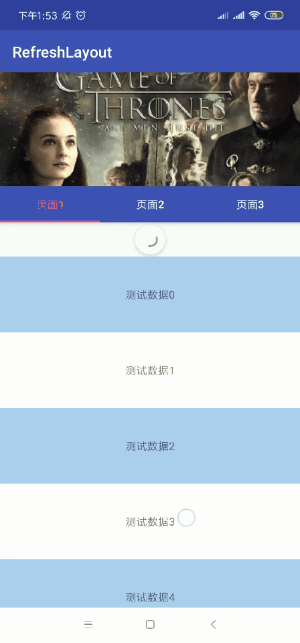 下午1:53
RefreshLayout
GAME OF
THRONES
ALL MEN MUST DIE
页面1
页面2
页面3
测试数据0
测试数据1
测试数据2
测试数据3
测试数据4